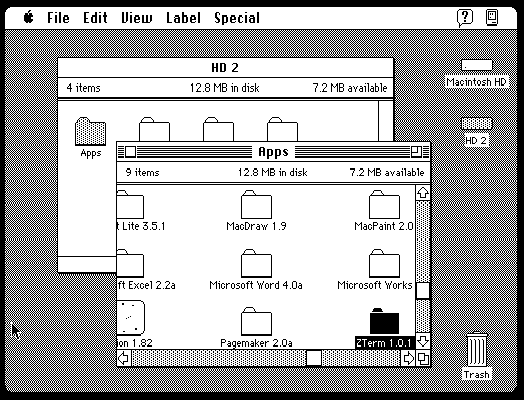 File Edit View Label Special
HD 2
4 items 12.8 MB in disk 7.2 MB available
Macintosh HD
HD 2
Apps
Apps
9 items 12.8 MB in disk 7.2 MB available
t Lite 3.5.1 MacDraw 1.9 MacPaint 2.0
ft Excel 2.2a Microsoft Word 4.0a Microsoft Works
ion 1.82 Pagemaker 2.0a ZTerm 1.0.1
Trash